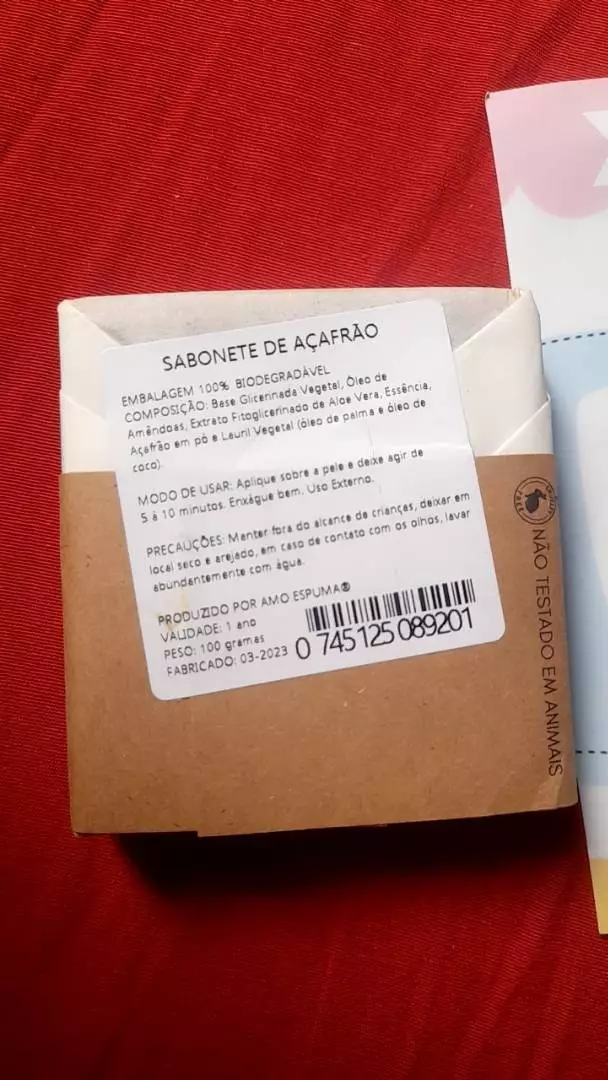 SABONETE DE AÇAFRÃO
EMBALAGEM 100% BIODEGRADÁVEL
COMPOSIÇÃO: Base Glicerinada Vegetal, Óleo de
Amêndoas, Extrato Fitoglicerinado de Aloe Vera, Essência,
Açafrão em pó e Lauril Vegetal (óleo de palma e óleo de
coco).
MODO DE USAR: Aplique sobre a pele e deixe agir de
5 à 10 minutos. Enxágue bem. Uso Externo.
PRECAUÇÕES: Manter fora do alcance de crianças, deixar em
local seco e arejado, em caso de contato com os olhos, lavar
abundantemente com água.
PRODUZIDO POR AMO ESPUMA®
VALIDADE: 1 ano
PESO: 100 gramas
FABRICADO: 03-2023
0 745125 089201
NÃO TESTADO EM ANIMAIS